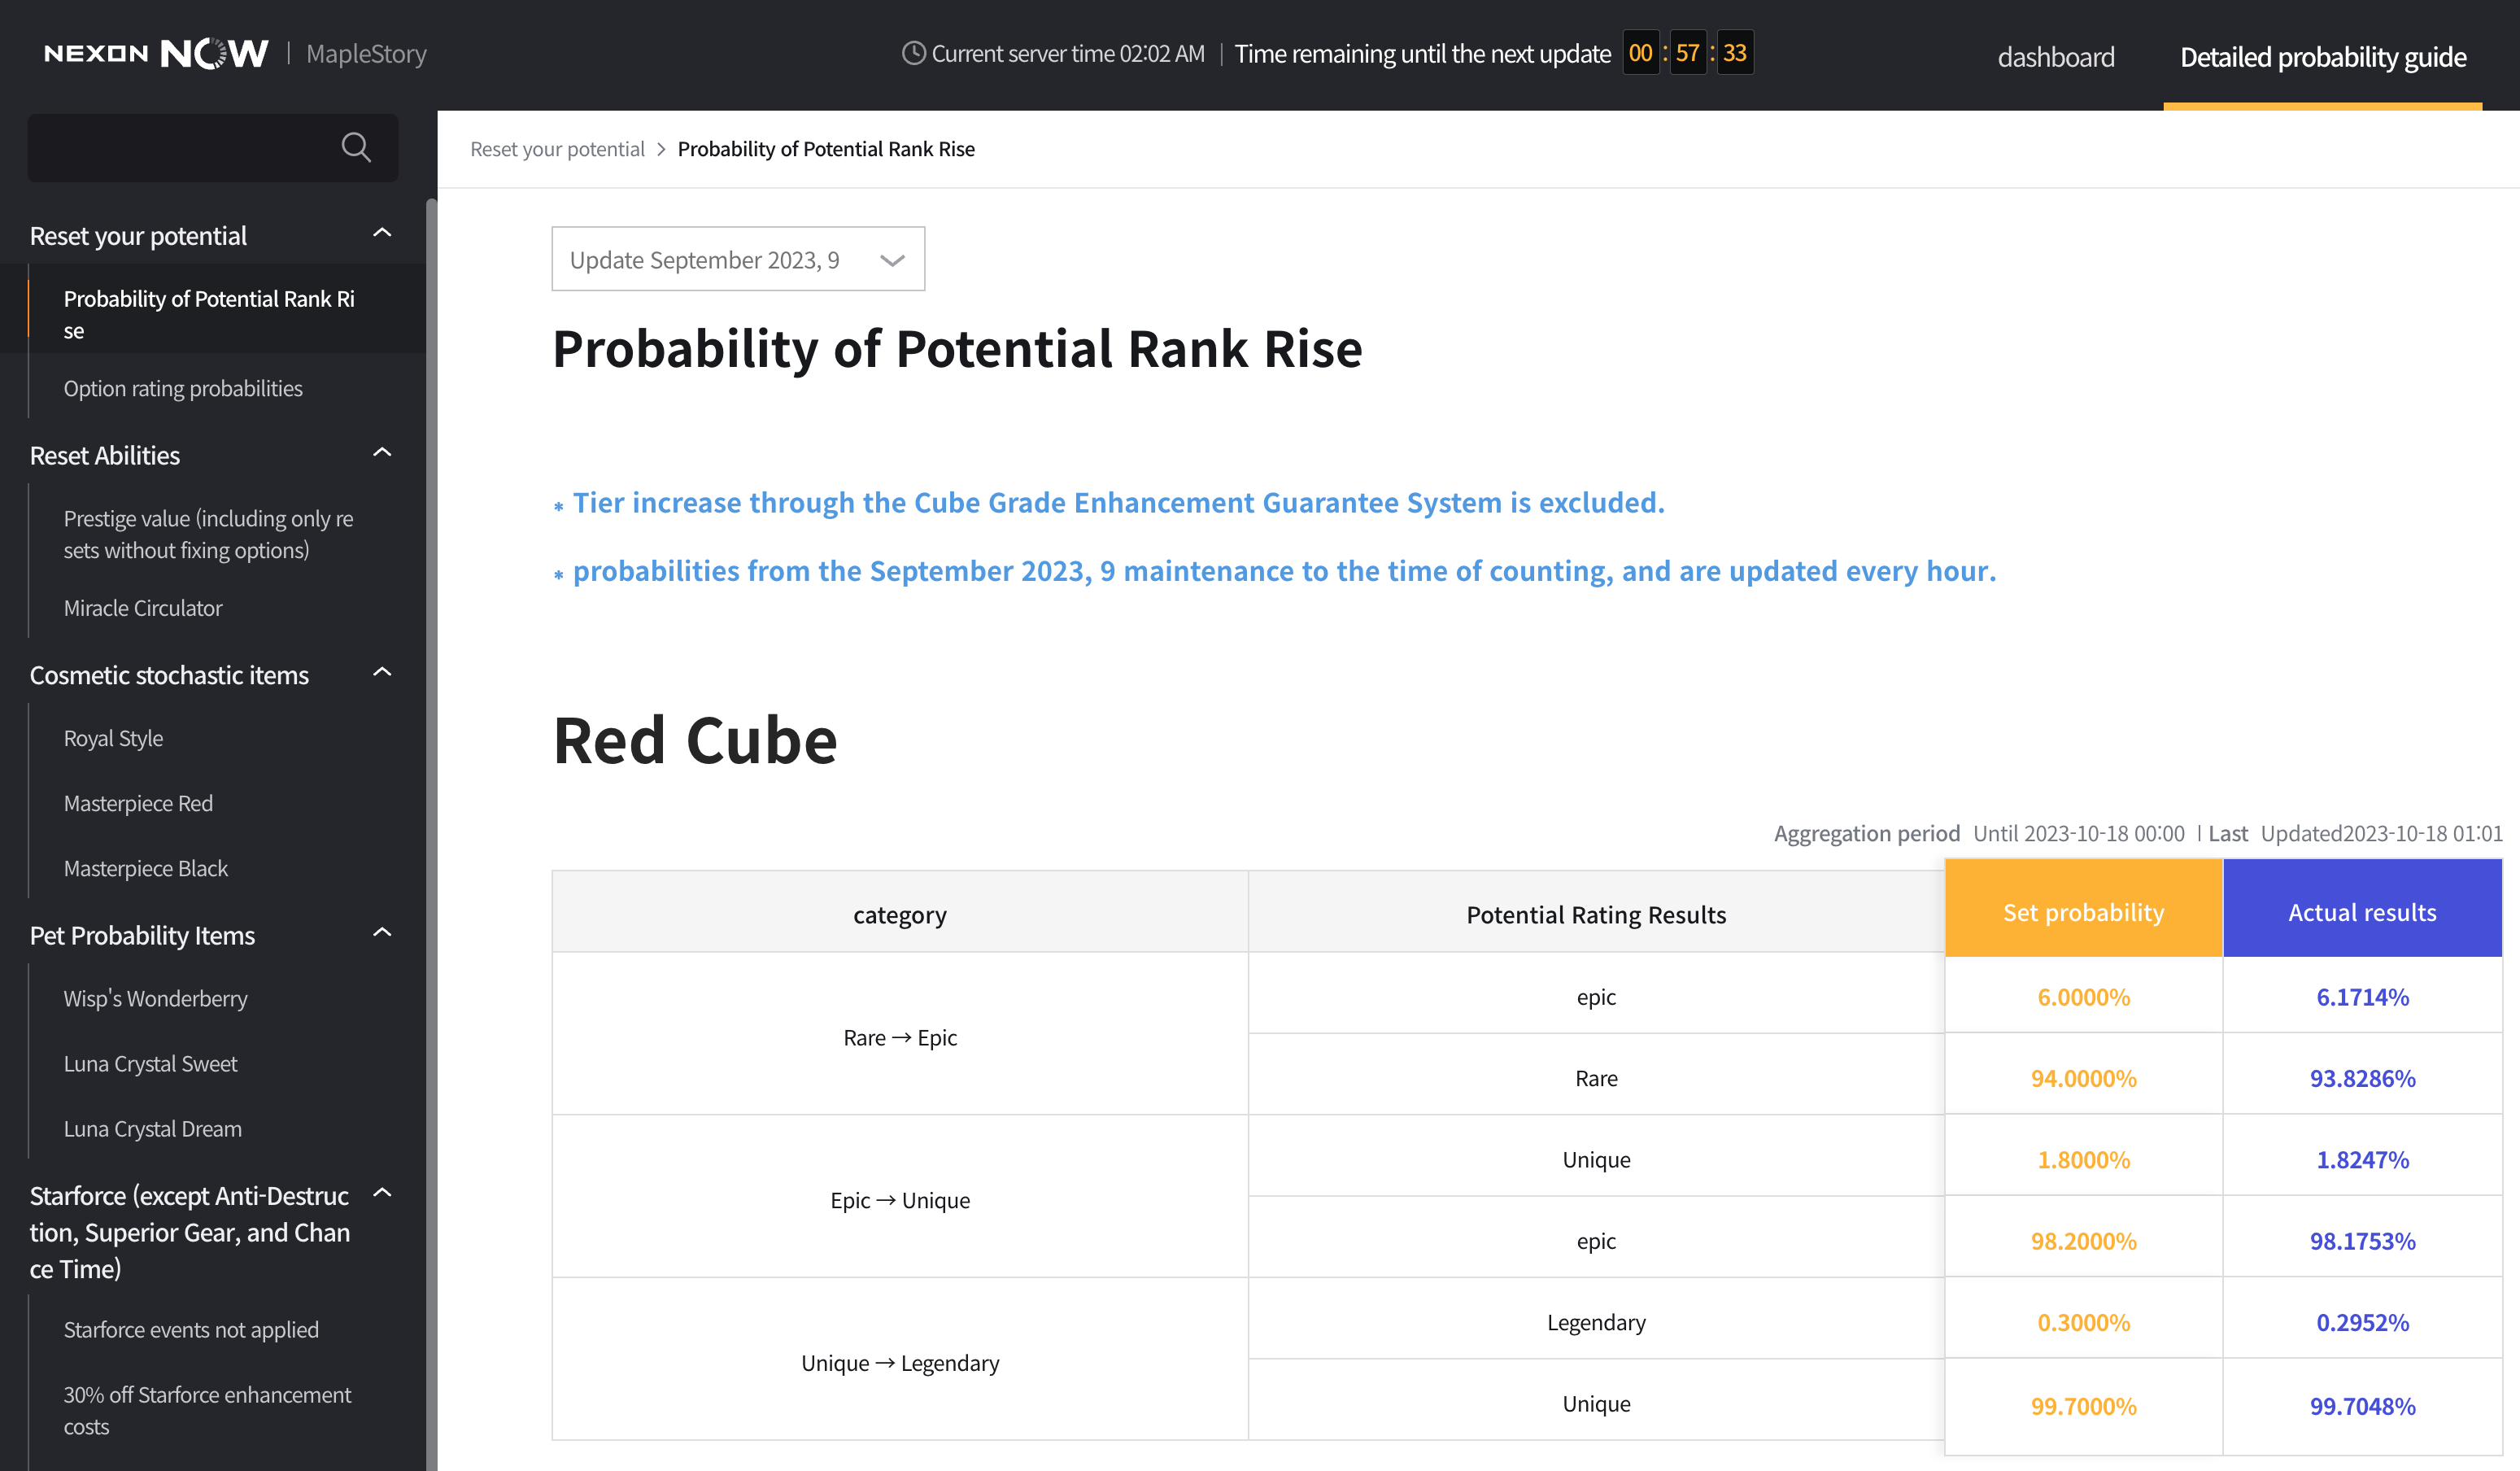 NEXON NOW | MapleStory
Current server time 02:02 AM | Time remaining until the next update 00 : 57 : 33
dashboard
Detailed probability guide
Reset your potential
Probability of Potential Rank Ri
se
Option rating probabilities
Reset Abilities
Prestige value (including only re
sets without fixing options)
Miracle Circulator
Cosmetic stochastic items
Royal Style
Masterpiece Red
Masterpiece Black
Pet Probability Items
Wisp's Wonderberry
Luna Crystal Sweet
Luna Crystal Dream
Starforce (except Anti-Destruc
tion, Superior Gear, and Chan
ce Time)
Starforce events not applied
30% off Starforce enhancement
costs
Reset your potential > Probability of Potential Rank Rise
Update September 2023, 9
Probability of Potential Rank Rise
* Tier increase through the Cube Grade Enhancement Guarantee System is excluded.
* probabilities from the September 2023, 9 maintenance to the time of counting, and are updated every hour.
Red Cube
Aggregation period Until 2023-10-18 00:00 | Last Updated2023-10-18 01:01
category Potential Rating Results Set probability Actual results
Rare → Epic
epic 6.0000% 6.1714%
Rare 94.0000% 93.8286%
Epic → Unique
Unique 1.8000% 1.8247%
epic 98.2000% 98.1753%
Unique → Legendary
Legendary 0.3000% 0.2952%
Unique 99.7000% 99.7048%